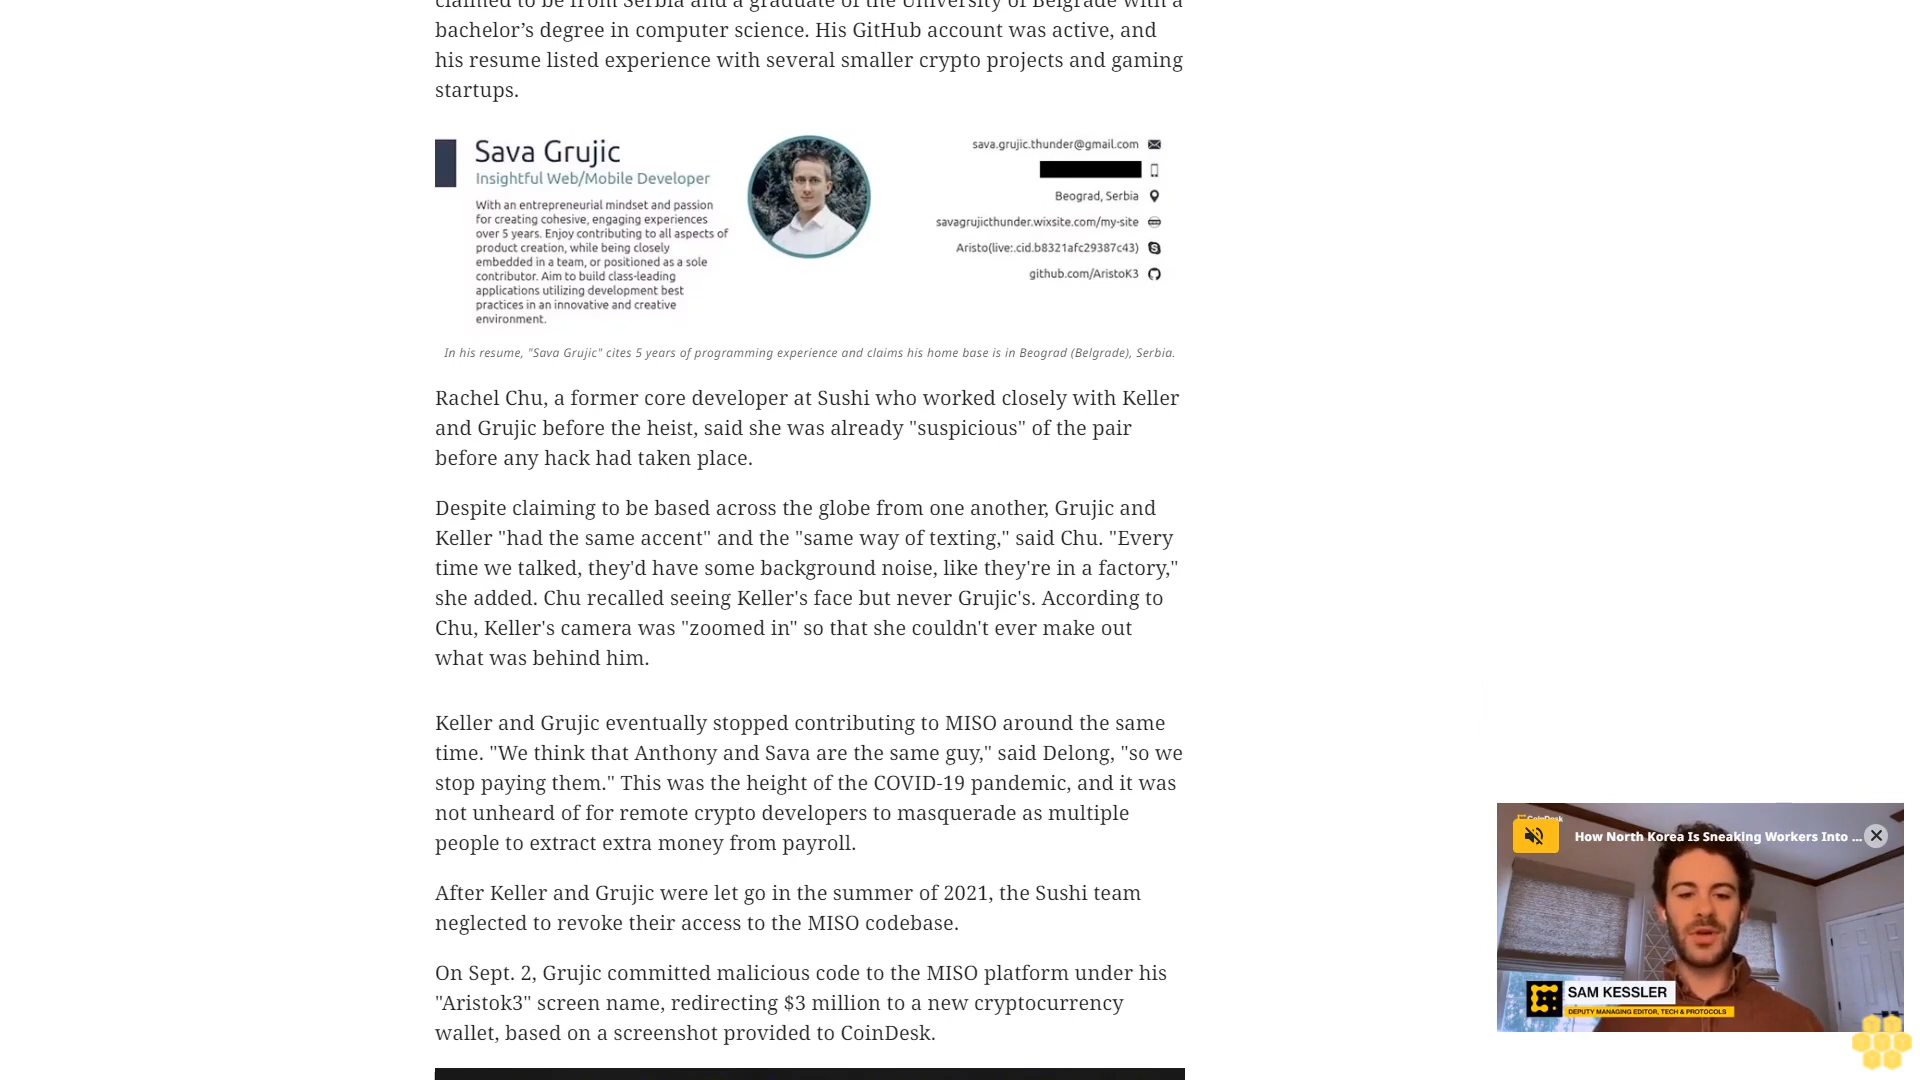 claimed to be from Serbia and a graduate of the University of Belgrade with a
bachelor’s degree in computer science. His GitHub account was active, and
his resume listed experience with several smaller crypto projects and gaming
startups.
Sava Grujic
Insightful Web/Mobile Developer
With an entrepreneurial mindset and passion
for creating cohesive, engaging experiences
over 5 years. Enjoy contributing to all aspects of
product creation, while being closely
embedded in a team, or positioned as a sole
contributor. Aim to build class-leading
applications utilizing development best
practices in an innovative and creative
environment.
sava.grujic.thunder@gmail.com
Beograd, Serbia
savagrujicthunder.wixsite.com/my-site
Aristo(live:.cid.b8321afc29387c43)
github.com/AristoK3
In his resume, "Sava Grujic" cites 5 years of programming experience and claims his home base is in Beograd (Belgrade), Serbia.
Rachel Chu, a former core developer at Sushi who worked closely with Keller
and Grujic before the heist, said she was already "suspicious" of the pair
before any hack had taken place.
Despite claiming to be based across the globe from one another, Grujic and
Keller "had the same accent" and the "same way of texting," said Chu. "Every
time we talked, they'd have some background noise, like they're in a factory,"
she added. Chu recalled seeing Keller's face but never Grujic's. According to
Chu, Keller's camera was "zoomed in" so that she couldn't ever make out
what was behind him.
Keller and Grujic eventually stopped contributing to MISO around the same
time. "We think that Anthony and Sava are the same guy," said Delong, "so we
stop paying them." This was the height of the COVID-19 pandemic, and it was
not unheard of for remote crypto developers to masquerade as multiple
people to extract extra money from payroll.
After Keller and Grujic were let go in the summer of 2021, the Sushi team
neglected to revoke their access to the MISO codebase.
On Sept. 2, Grujic committed malicious code to the MISO platform under his
"Aristok3" screen name, redirecting $3 million to a new cryptocurrency
wallet, based on a screenshot provided to CoinDesk.
CoinDesk
How North Korea Is Sneaking Workers Into ...
SAM KESSLER
DEPUTY MANAGING EDITOR, TECH & PROTOCOLS